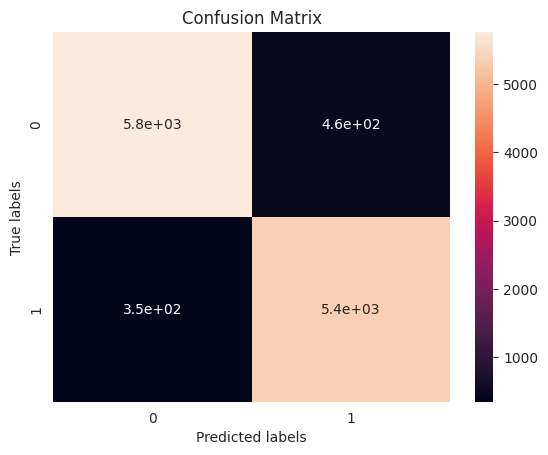 Confusion Matrix
True labels
0
5.8e+03
4.6e+02
1
3.5e+02
5.4e+03
0
1
Predicted labels
5000
4000
3000
2000
1000